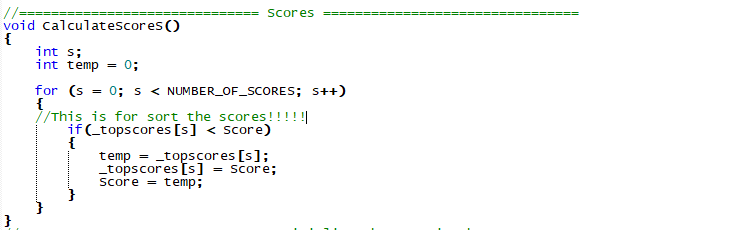 //============================== Scores ================================
void CalculateScoreS()
{
int s;
int temp = 0;
for (s = 0; s < NUMBER_OF_SCORES; s++)
{
//This is for sort the scores!!!!!
if(_topscores[s] < Score)
{
temp = _topscores[s];
_topscores[s] = Score;
Score = temp;
}
}
}